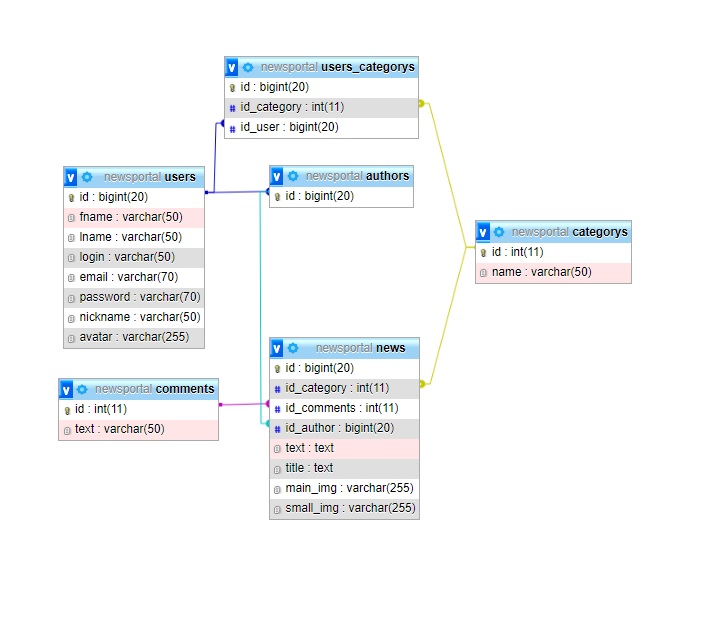 newsportal users_categorys
id : bigint(20)
id_category : int(11)
id_user : bigint(20)
newsportal users
id : bigint(20)
fname : varchar(50)
lname : varchar(50)
login : varchar(50)
email : varchar(70)
password : varchar(70)
nickname : varchar(50)
avatar : varchar(255)
newsportal authors
id : bigint(20)
newsportal categorys
id : int(11)
name : varchar(50)
newsportal news
id : bigint(20)
id_category : int(11)
id_comments : int(11)
id_author : bigint(20)
text : text
title : text
main_img : varchar(255)
small_img : varchar(255)
newsportal comments
id : int(11)
text : varchar(50)